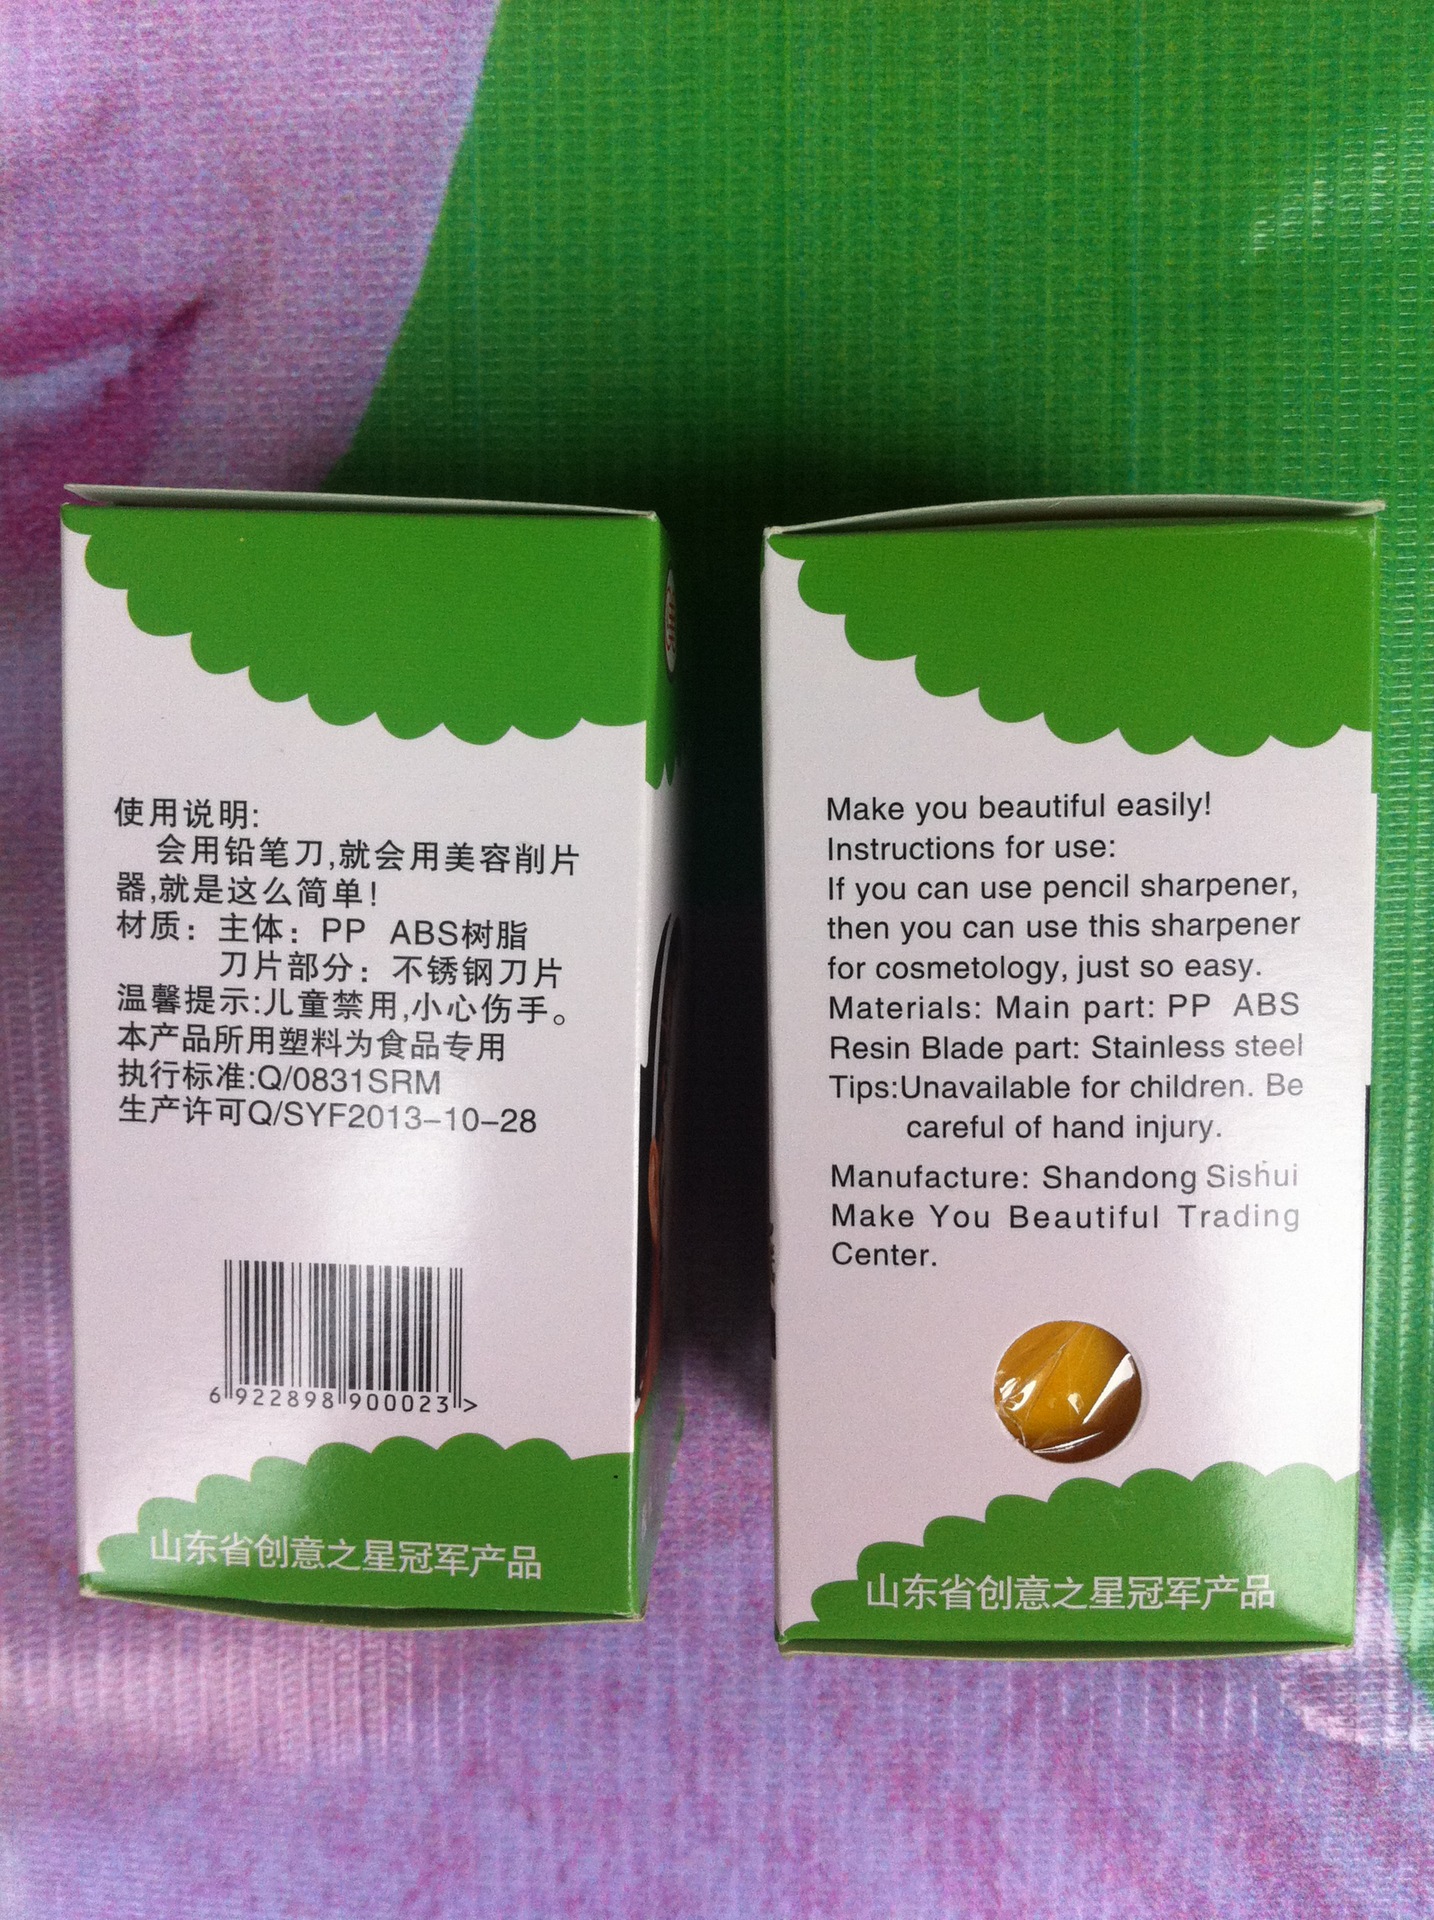 使用说明:
会用铅笔刀,就会用美容削片
器,就是这么简单!
材质：主体：PP ABS树脂
刀片部分：不锈钢刀片
温馨提示:儿童禁用,小心伤手。
本产品所用塑料为食品专用
执行标准:Q/0831SRM
生产许可Q/SYF2013-10-28
6 922898 900023 >
山东省创意之星冠军产品
Make you beautiful easily!
Instructions for use:
If you can use pencil sharpener,
then you can use this sharpener
for cosmetology, just so easy.
Materials: Main part: PP ABS
Resin Blade part: Stainless steel
Tips:Unavailable for children. Be
careful of hand injury.
Manufacture: Shandong Sishui
Make You Beautiful Trading
Center.
山东省创意之星冠军产品